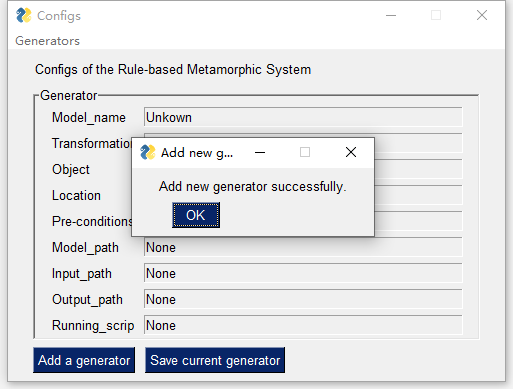 Configs
Generators
Configs of the Rule-based Metamorphic System
Generator
Model_name Unkown
Transformation
Object
Location
Pre-conditions
Add new g...
Add new generator successfully.
OK
Model_path None
Input_path None
Output_path None
Running_scrip None
Add a generator Save current generator